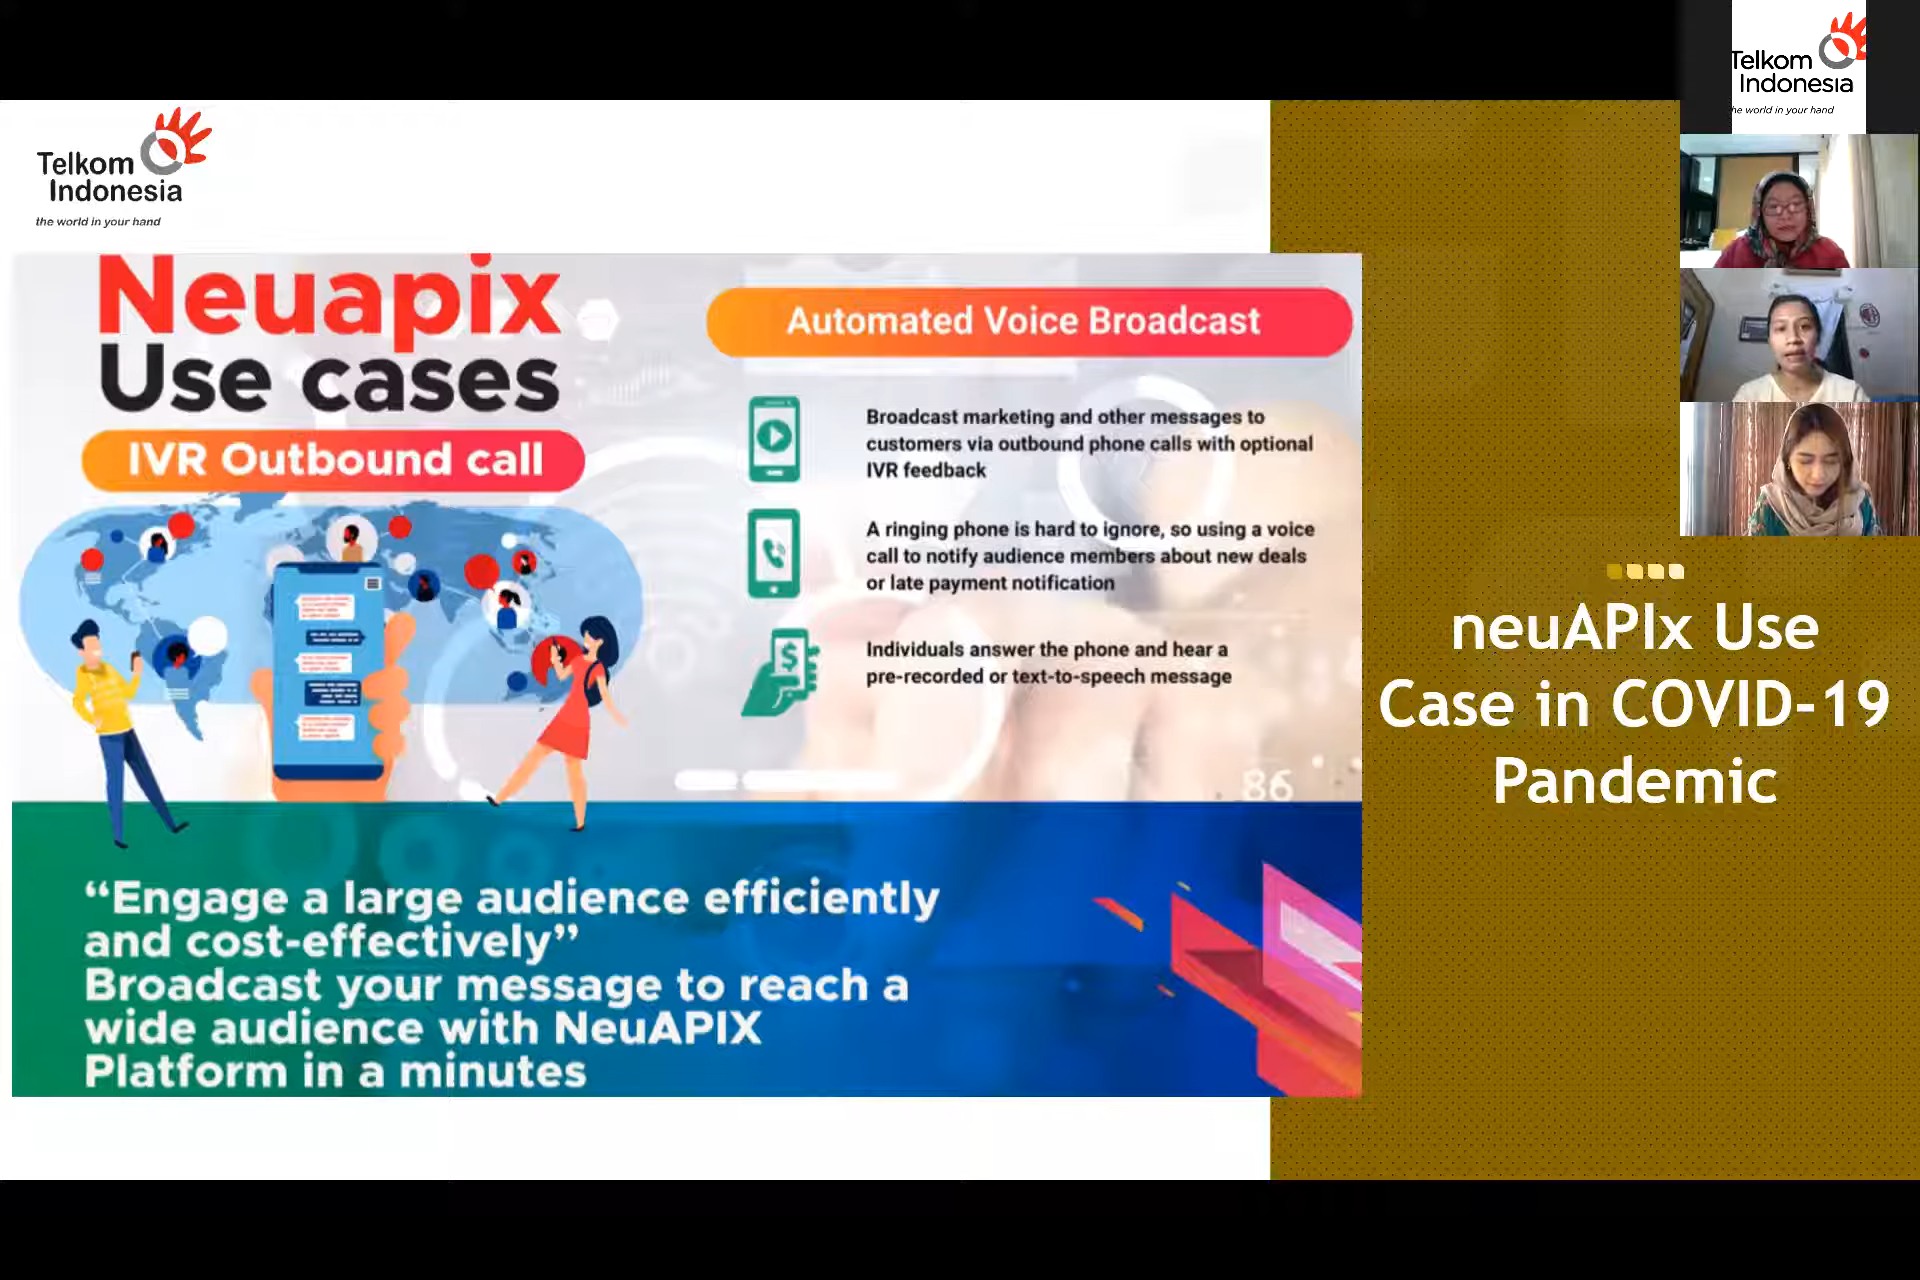 Telkom
Indonesia
the world in your hand
Neuapix
Use cases
IVR Outbound call
Automated Voice Broadcast
Broadcast marketing and other messages to
customers via outbound phone calls with optional
IVR feedback
A ringing phone is hard to ignore, so using a voice
call to notify audience members about new deals
or late payment notification
Individuals answer the phone and hear a
pre-recorded or text-to-speech message
86
“Engage a large audience efficiently
and cost-effectively”
Broadcast your message to reach a
wide audience with NeuAPIX
Platform in a minutes
Telkom
Indonesia
he world in your hand
neuAPIx Use
Case in COVID-19
Pandemic